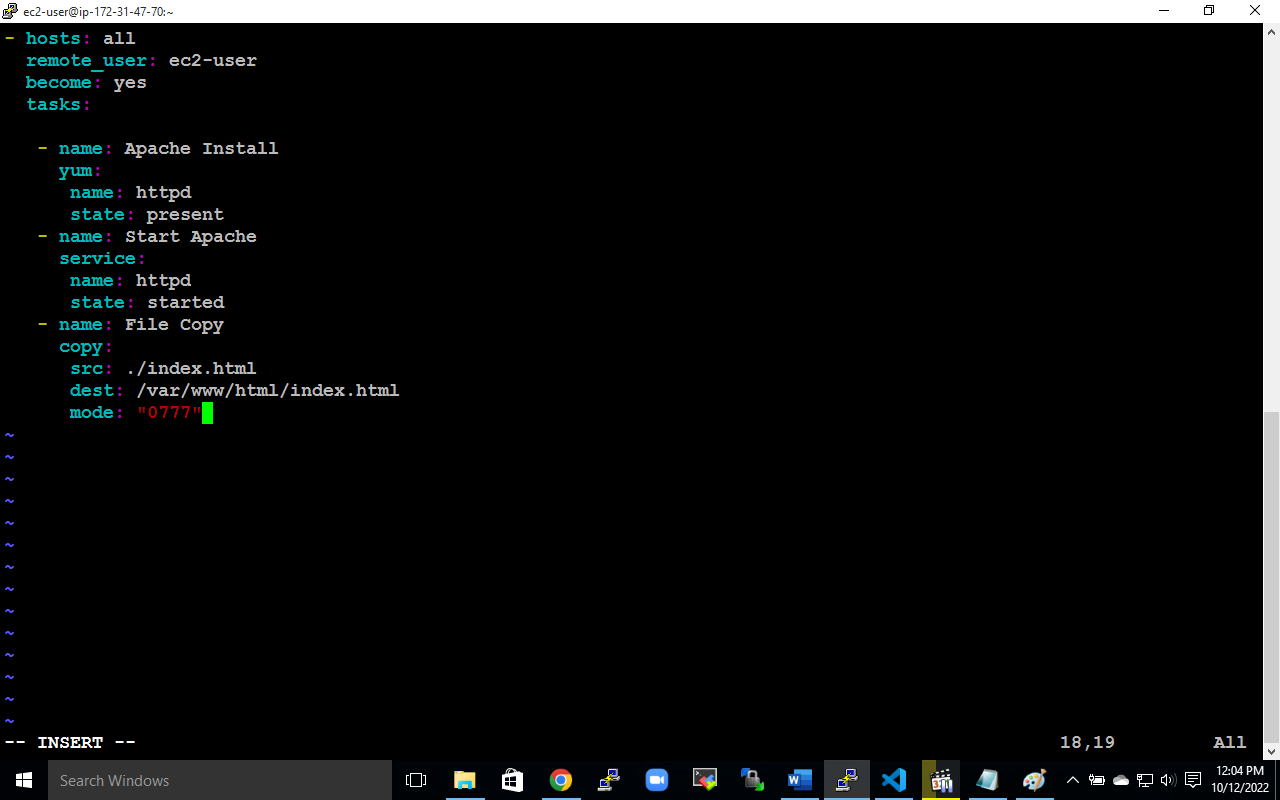 ec2-user@ip-172-31-47-70:~
- hosts: all
  remote_user: ec2-user
  become: yes
  tasks:

   - name: Apache Install
     yum:
      name: httpd
      state: present
   - name: Start Apache
     service:
      name: httpd
      state: started
   - name: File Copy
     copy:
      src: ./index.html
      dest: /var/www/html/index.html
      mode: "0777"
~
~
~
~
~
~
~
~
~
~
~
~
~
~
-- INSERT -- 18,19 All
Search Windows
12:04 PM
10/12/2022